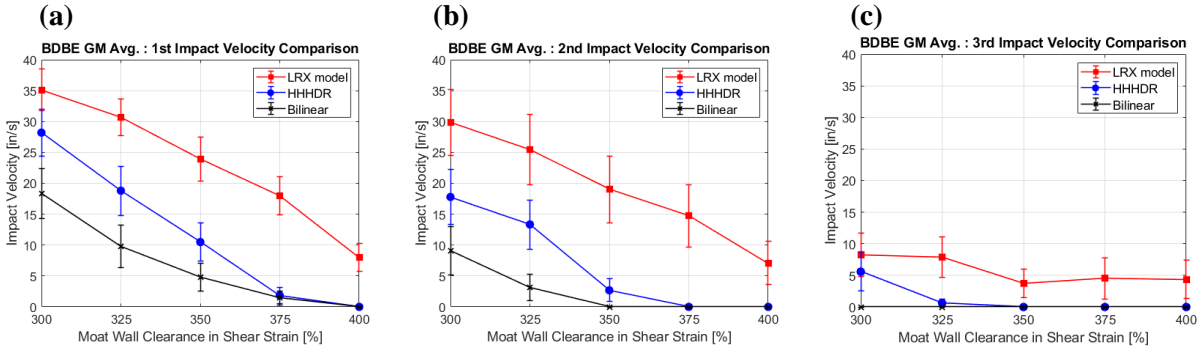 (a)
BDBE GM Avg. : 1st Impact Velocity Comparison
40
35
30
25
20
15
10
5
0
Impact Velocity [in/s]
LRX model
HHHDR
Bilinear
300 325 350 375 400
Moat Wall Clearance in Shear Strain [%]
(b)
BDBE GM Avg. : 2nd Impact Velocity Comparison
40
35
30
25
20
15
10
5
0
Impact Velocity [in/s]
LRX model
HHHDR
Bilinear
300 325 350 375 400
Moat Wall Clearance in Shear Strain [%]
(c)
BDBE GM Avg. : 3rd Impact Velocity Comparison
40
35
30
25
20
15
10
5
0
Impact Velocity [in/s]
LRX model
HHHDR
Bilinear
300 325 350 375 400
Moat Wall Clearance in Shear Strain [%]